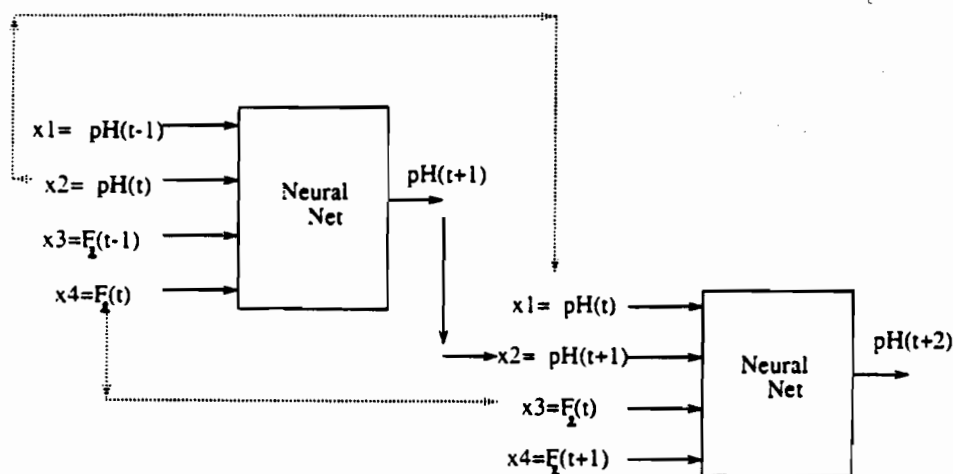 x1= pH(t-1)
x2= pH(t)
x3=F2(t-1)
x4=F2(t)
Neural
Net
pH(t+1)
x1= pH(t)
x2= pH(t+1)
x3=F2(t)
x4=F2(t+1)
Neural
Net
pH(t+2)